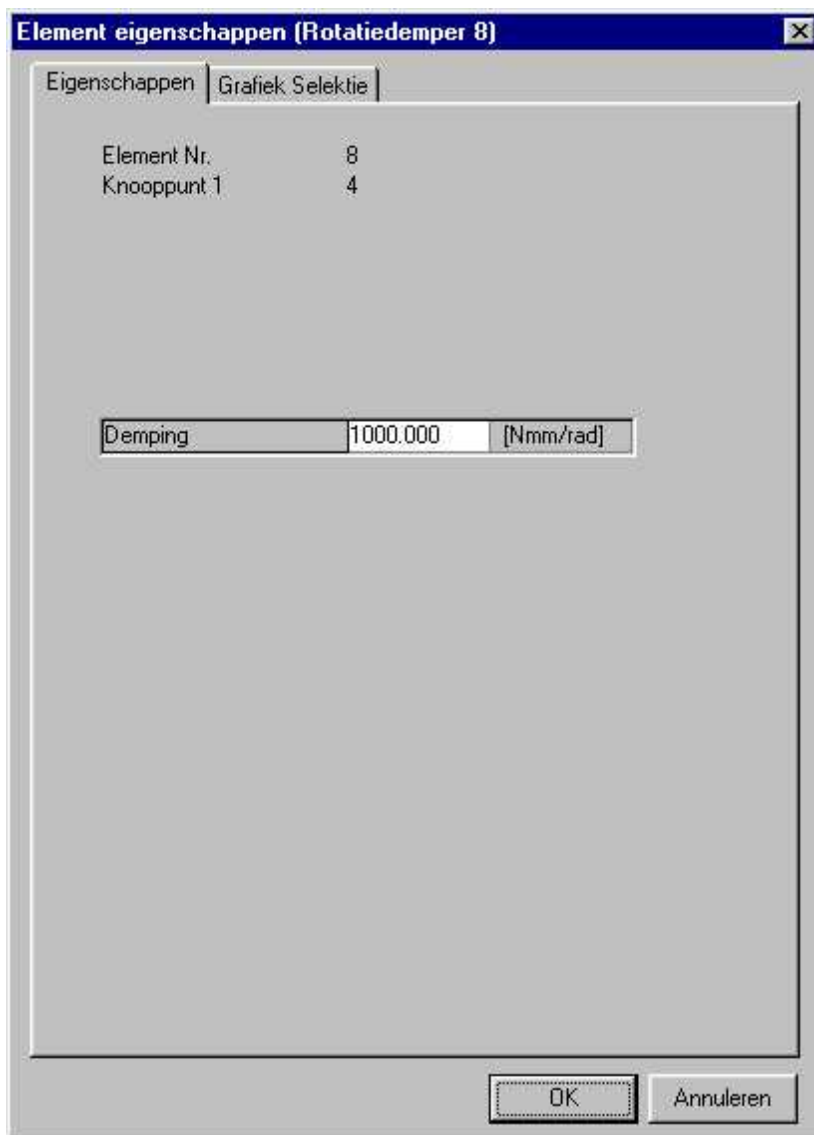 Element eigenschappen (Rotatiedemper 8)
Eigenschappen Grafiek Selektie
Element Nr. 8
Knooppunt 1 4
Demping 1000.000 [Nmm/rad]
OK Annuleren